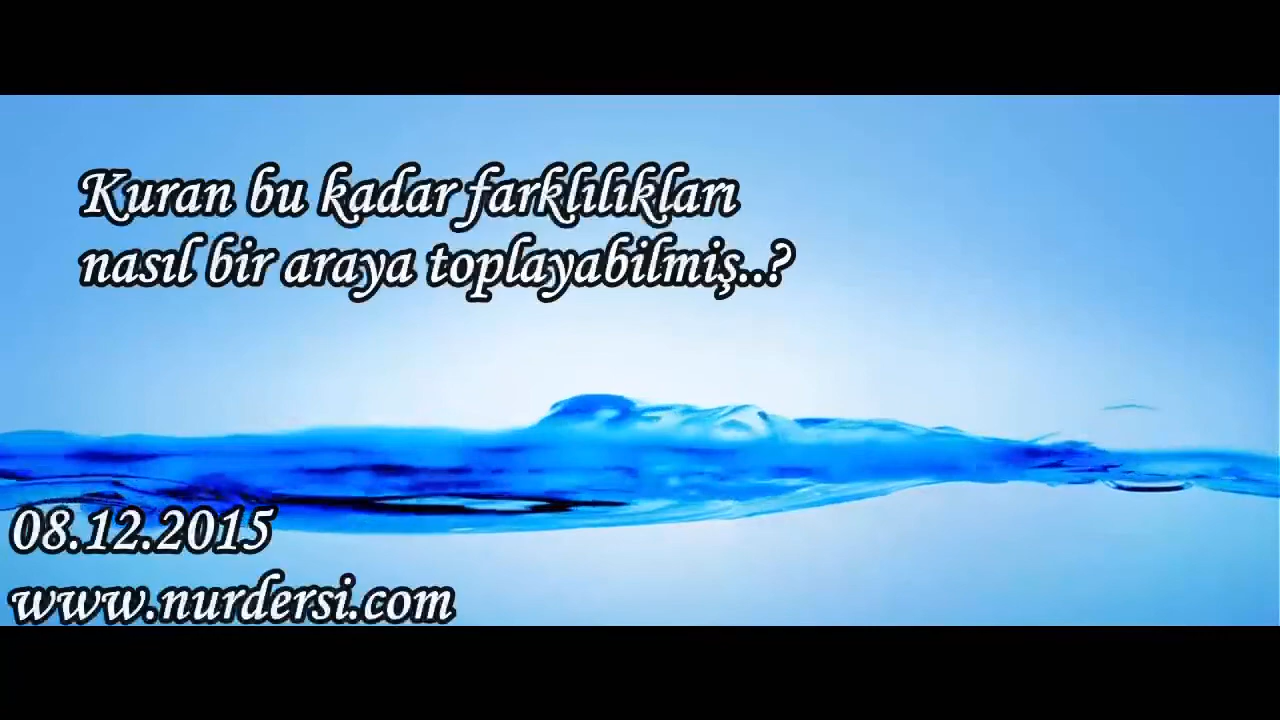 Kuran bu kadar farklılıkları
nasıl bir araya toplayabilmiş..?
08.12.2015
www.nurdersi.com